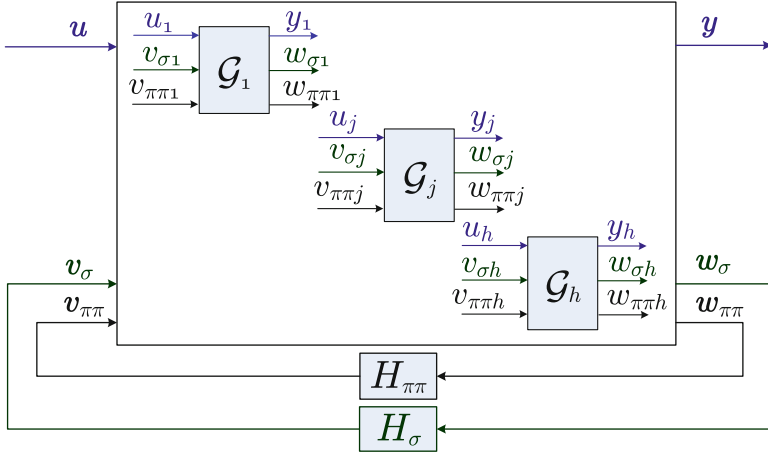 u
y
u₁
y₁
v_σ1
𝒢₁
w_σ1
v_ππ1
w_ππ1
u_j
y_j
v_σj
𝒢_j
w_σj
v_ππj
w_ππj
u_h
y_h
v_σ
v_σh
𝒢_h
w_σh
w_σ
v_ππ
v_ππh
w_ππh
w_ππ
H_ππ
H_σ